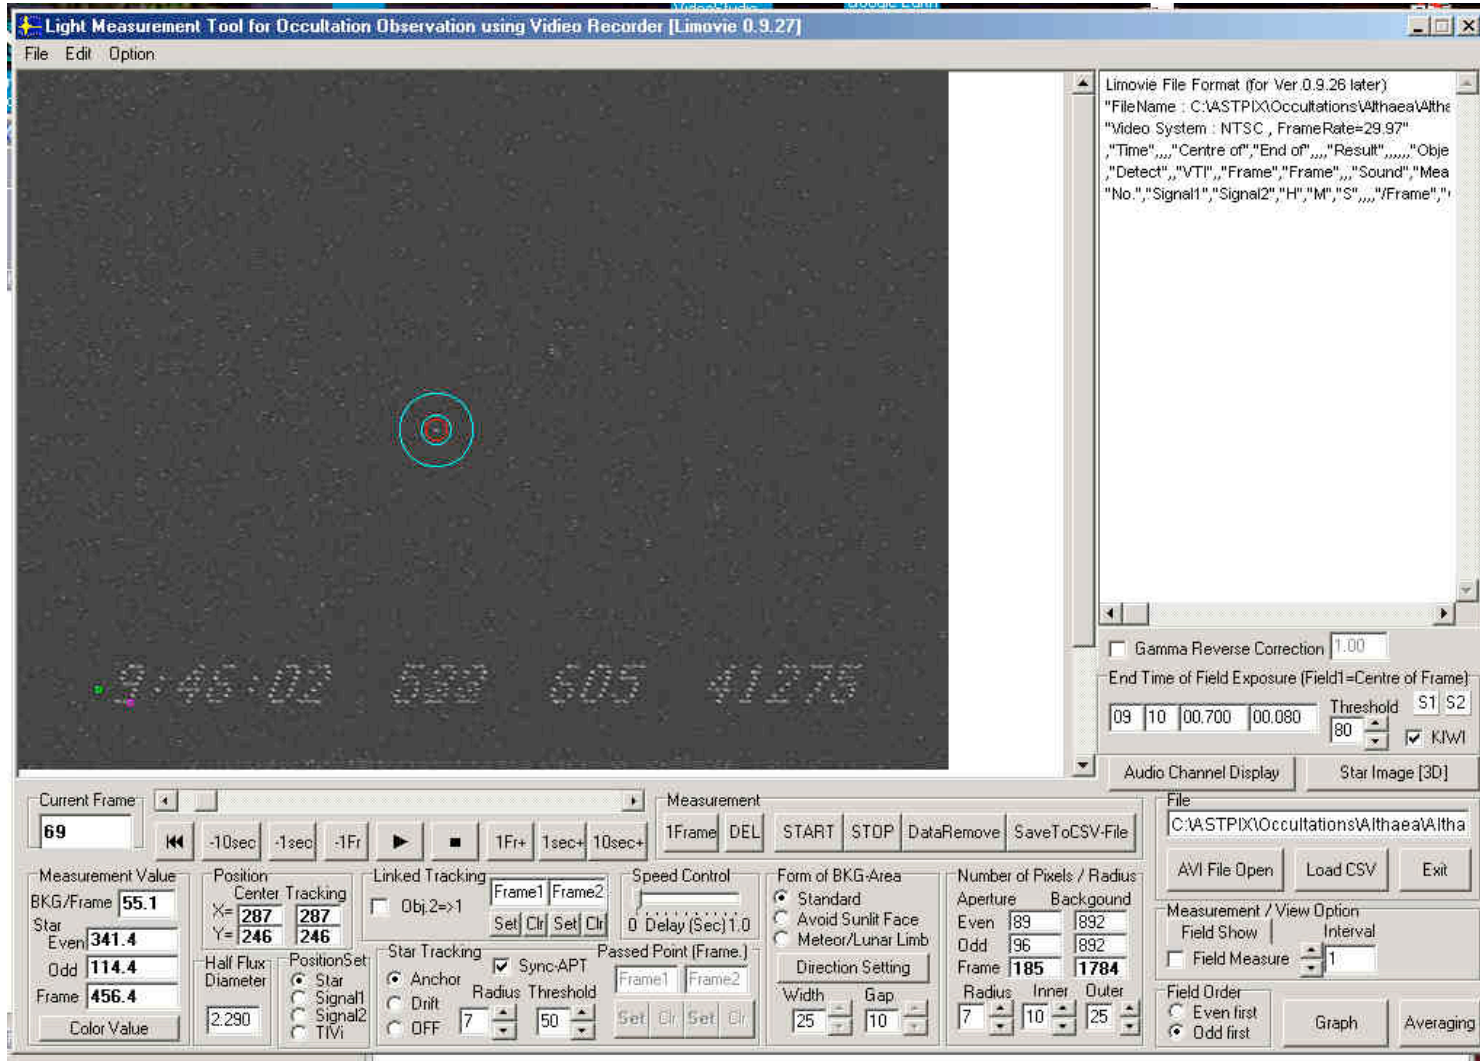 Light Measurement Tool for Occultation Observation using Vidieo Recorder [Limovie 0.9.27]
File Edit Option
Limovie File Format (for Ver.0.9.26 later)
"FileName : C:\ASTPIX\Occultations\Althaea\Altha
"Video System : NTSC , FrameRate=29.97"
,"Time",,,,"Centre of","End of",,,,"Result",,,,,,"Obje
,"Detect",,"VTI",,"Frame","Frame",,,"Sound","Mea
"No.","Signal1","Signal2","H","M","S",,,,"/Frame","
9:46:02 588 605 41275
Gamma Reverse Correction 1.00
End Time of Field Exposure (Field1=Centre of Frame)
09 10 00.700 00.080 Threshold 80 S1 S2
KIWI
Audio Channel Display Star Image [3D]
Current Frame
69
-10sec -1sec -1Fr 1Fr+ 1sec+ 10sec+
Measurement
1Frame DEL START STOP DataRemove SaveToCSV-File
File
C:\ASTPIX\Occultations\Althaea\Altha
AVI File Open Load CSV Exit
Measurement Value
BKG/Frame 55.1
Star
Even 341.4
Odd 114.4
Frame 456.4
Color Value
Position
Center Tracking
X= 287 287
Y= 246 246
Half Flux Diameter
2.290
PositionSet
Star
Signal1
Signal2
TIVi
Linked Tracking
Obj.2=>1
Frame1 Frame2
Set Clr Set Clr
Speed Control
0 Delay (Sec) 1.0
Star Tracking
Anchor
Drift
OFF
Sync-APT
Radius Threshold
7 50
Passed Point (Frame.)
Frame1 Frame2
Set Clr Set Clr
Form of BKG-Area
Standard
Avoid Sunlit Face
Meteor/Lunar Limb
Direction Setting
Width Gap
25 10
Number of Pixels / Radius
Aperture Backgound
Even 89 892
Odd 96 892
Frame 185 1784
Radius Inner Outer
7 10 25
Measurement / View Option
Field Show Interval
Field Measure 1
Field Order
Even first
Odd first
Graph Averaging